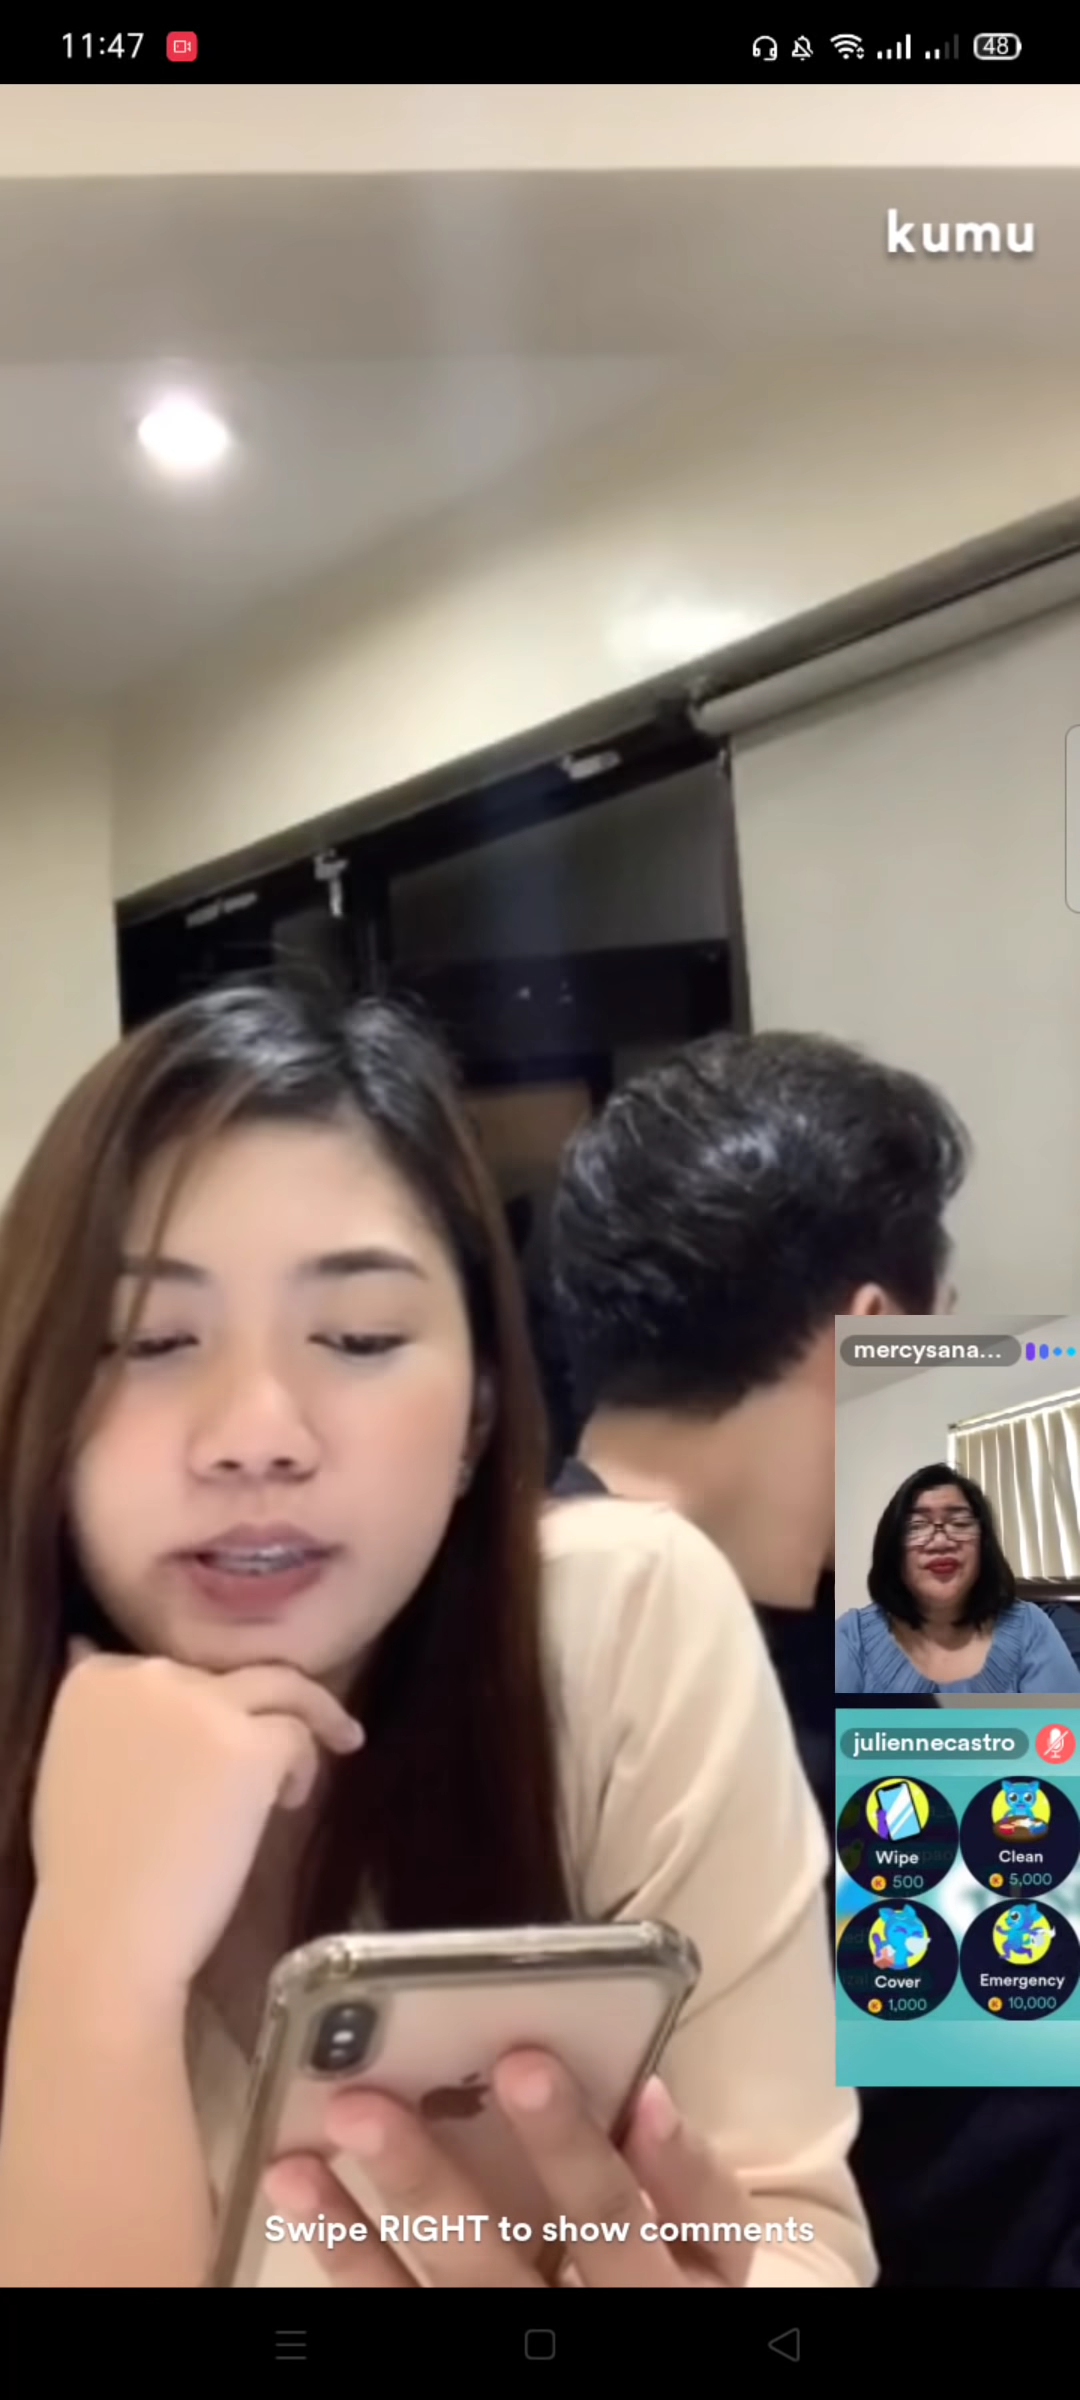 11:47
48
kumu
mercysana...
juliennecastro
Wipe
500
Clean
5,000
Cover
1,000
Emergency
10,000
Swipe RIGHT to show comments